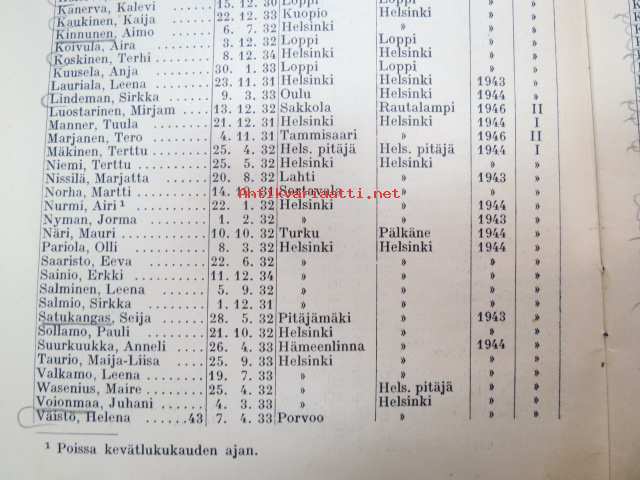 Kanerva, Kalevi ..... 15. 12. 30 Loppi Loppi » »
Kaukinen, Kaija ..... 22. 12. 33 Kuopio Helsinki » »
Kinnunen, Aimo ..... 6. 7. 32 Helsinki » » »
Koivula, Aira ..... 3. 12. 32 Loppi Loppi » »
Koskinen, Terhi ..... 8. 12. 34 Helsinki Helsinki » »
Kuusela, Anja ..... 30. 1. 33 Loppi Loppi » »
Lauriala, Leena ..... 23. 11. 31 Helsinki Helsinki 1943 »
Lindeman, Sirkka ..... 9. 3. 33 Oulu Helsinki 1944 »
Luostarinen, Mirjam .... 13. 12. 32 Sakkola Rautalampi 1946 II
Manner, Tuula ..... 21. 12. 31 Helsinki Helsinki 1944 I
Marjanen, Tero ..... 4. 11. 31 Tammisaari » 1946 II
Mäkinen, Terttu ..... 25. 4. 32 Hels. pitäjä Hels. pitäjä 1944 I
Niemi, Terttu ..... 25. 5. 32 Helsinki Helsinki » »
Nissilä, Marjatta ..... 20. 8. 32 Lahti » 1943 »
Norha, Martti ..... 14. 10. 31 Sortavala » » »
Antikvariaatti.net
Nurmi, Airi¹ ..... 22. 1. 32 Helsinki » 1944 »
Nyman, Jorma ..... 1. 2. 32 » » 1943 »
Näri, Mauri ..... 10. 10. 32 Turku Pälkäne 1944 »
Pariola, Olli ..... 8. 3. 32 Helsinki Helsinki 1944 »
Saaristo, Eeva ..... 22. 6. 32 » » » »
Sainio, Erkki ..... 11. 12. 34 » » » »
Salminen, Leena ..... 5. 9. 32 » » » »
Salmio, Sirkka ..... 1. 12. 31 » » » »
Satukangas, Seija ..... 28. 5. 32 Pitäjämäki » 1943 »
Sollamo, Pauli ..... 21. 10. 32 Helsinki » » »
Suurkuukka, Anneli .... 26. 4. 33 Hämeenlinna » 1944 »
Taurio, Maija-Liisa .... 25. 9. 33 Helsinki » » »
Valkamo, Leena ..... 19. 7. 33 » » » »
Wasenius, Maire ..... 25. 4. 32 » Hels. pitäjä » »
Voionmaa, Juhani ..... 4. 3. 33 » Helsinki » »
Väistö, Helena ......43 7. 4. 33 Porvoo » » »
¹ Poissa kevätlukukauden ajan.